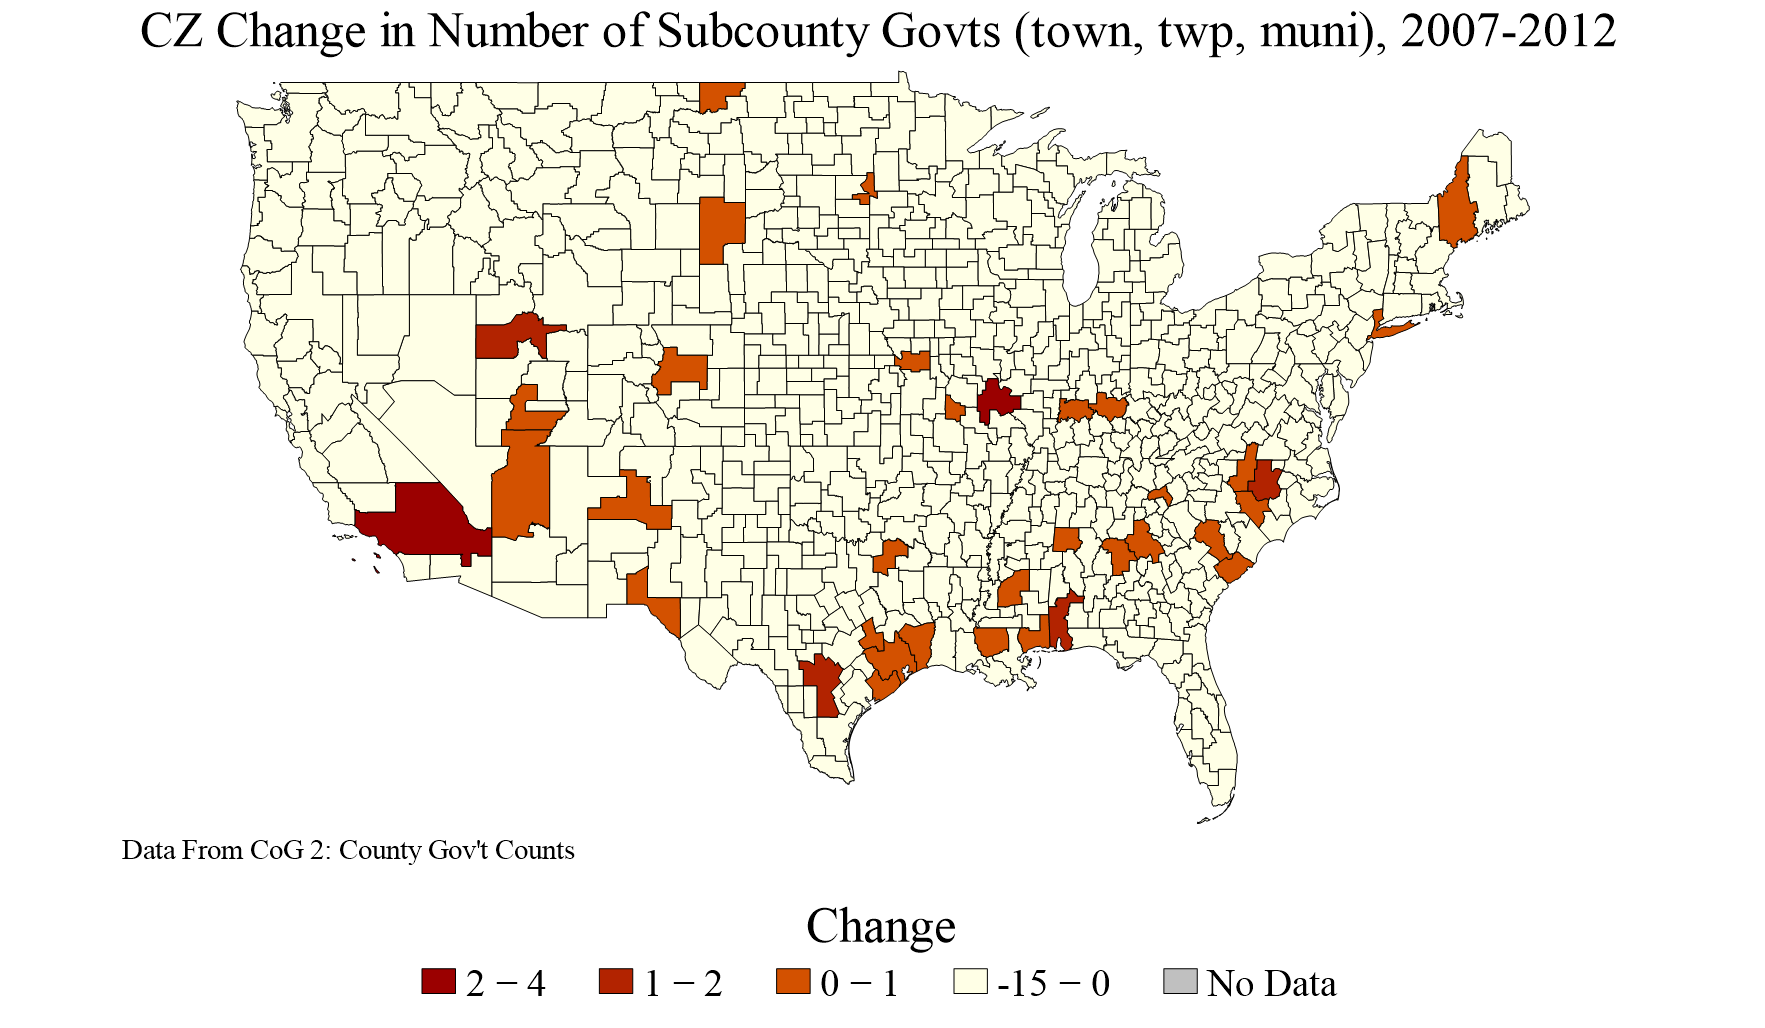 CZ Change in Number of Subcounty Govts (town, twp, muni), 2007-2012
Data From CoG 2: County Gov't Counts
Change
2 − 4 1 − 2 0 − 1 -15 − 0 No Data